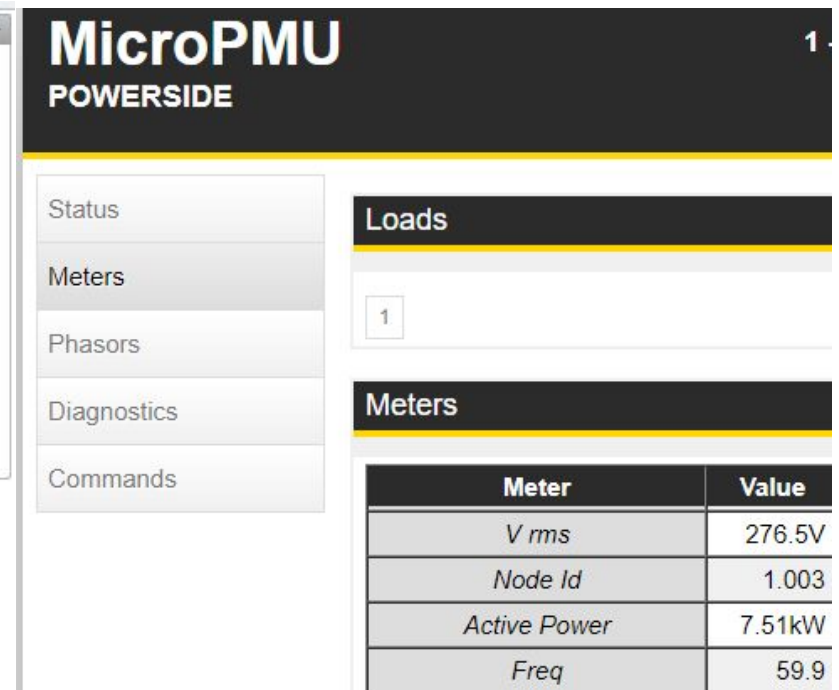 MicroPMU
1 -
POWERSIDE
Status
Meters
Phasors
Diagnostics
Commands
Loads
1
Meters
Meter Value
V rms 276.5V
Node Id 1.003
Active Power 7.51kW
Freq 59.9